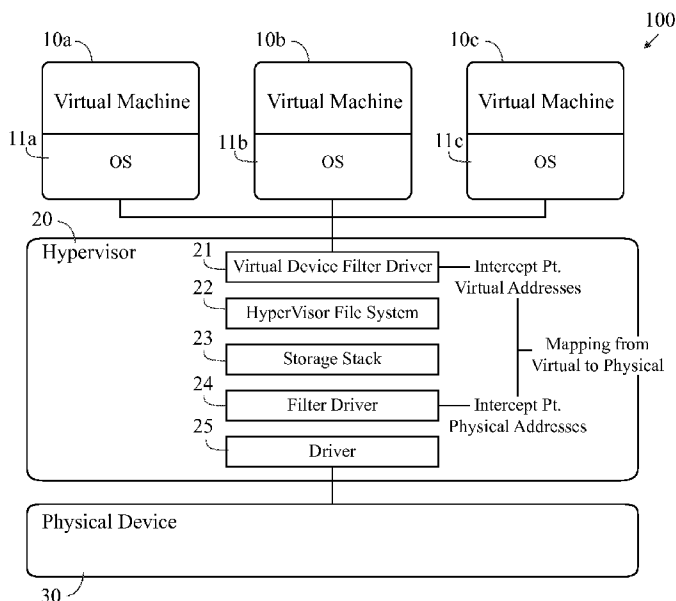 100
10a
10b
10c
Virtual Machine
Virtual Machine
Virtual Machine
11a
11b
11c
OS
OS
OS
20
Hypervisor
21
Virtual Device Filter Driver
Intercept Pt.
Virtual Addresses
22
HyperVisor File System
23
Storage Stack
Mapping from
Virtual to Physical
24
Filter Driver
Intercept Pt.
Physical Addresses
25
Driver
Physical Device
30